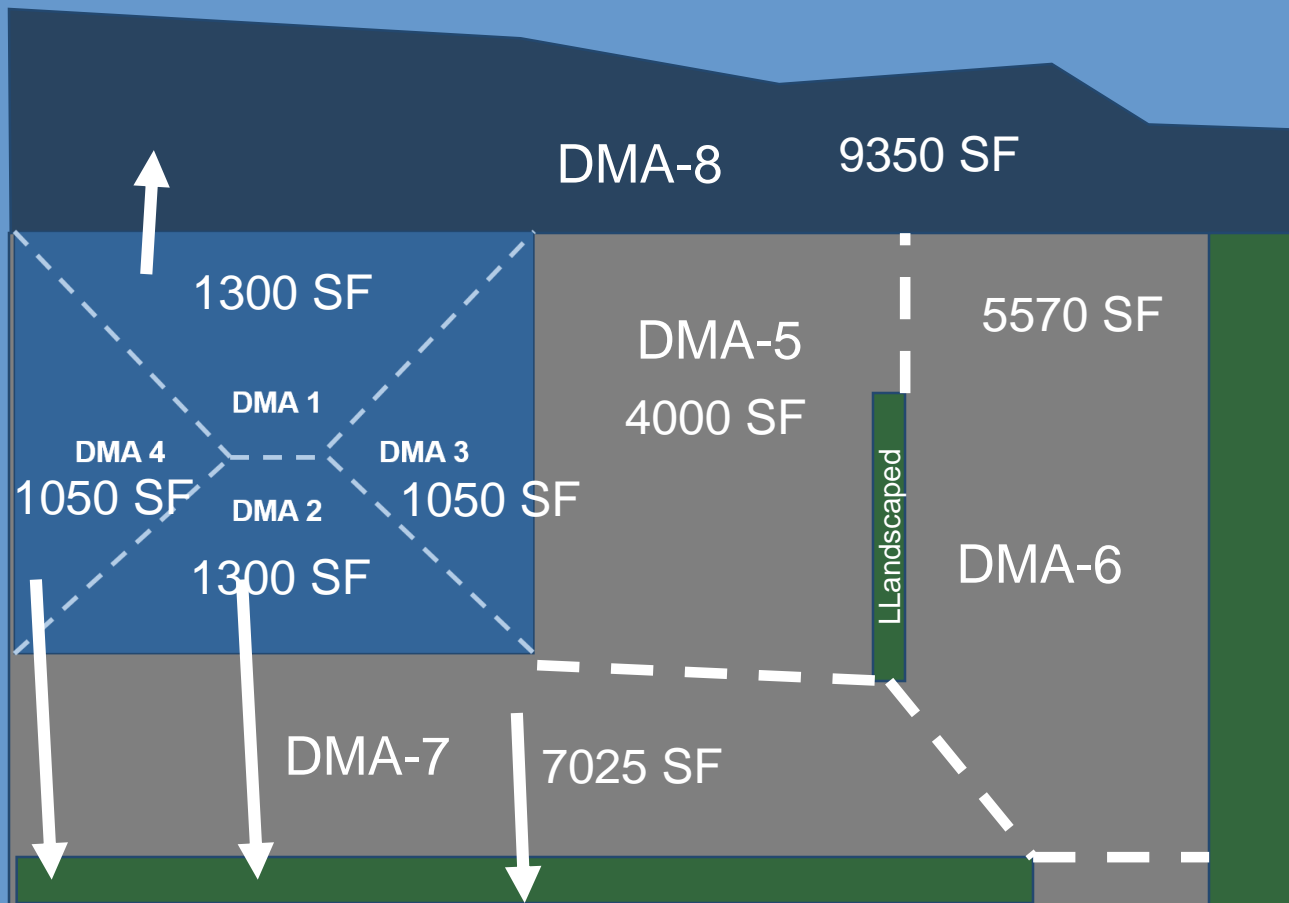 DMA-8
9350 SF
1300 SF
5570 SF
DMA-5
4000 SF
DMA 1
DMA 4
1050 SF
DMA 3
1050 SF
DMA 2
1300 SF
LLandscaped
DMA-6
DMA-7
7025 SF